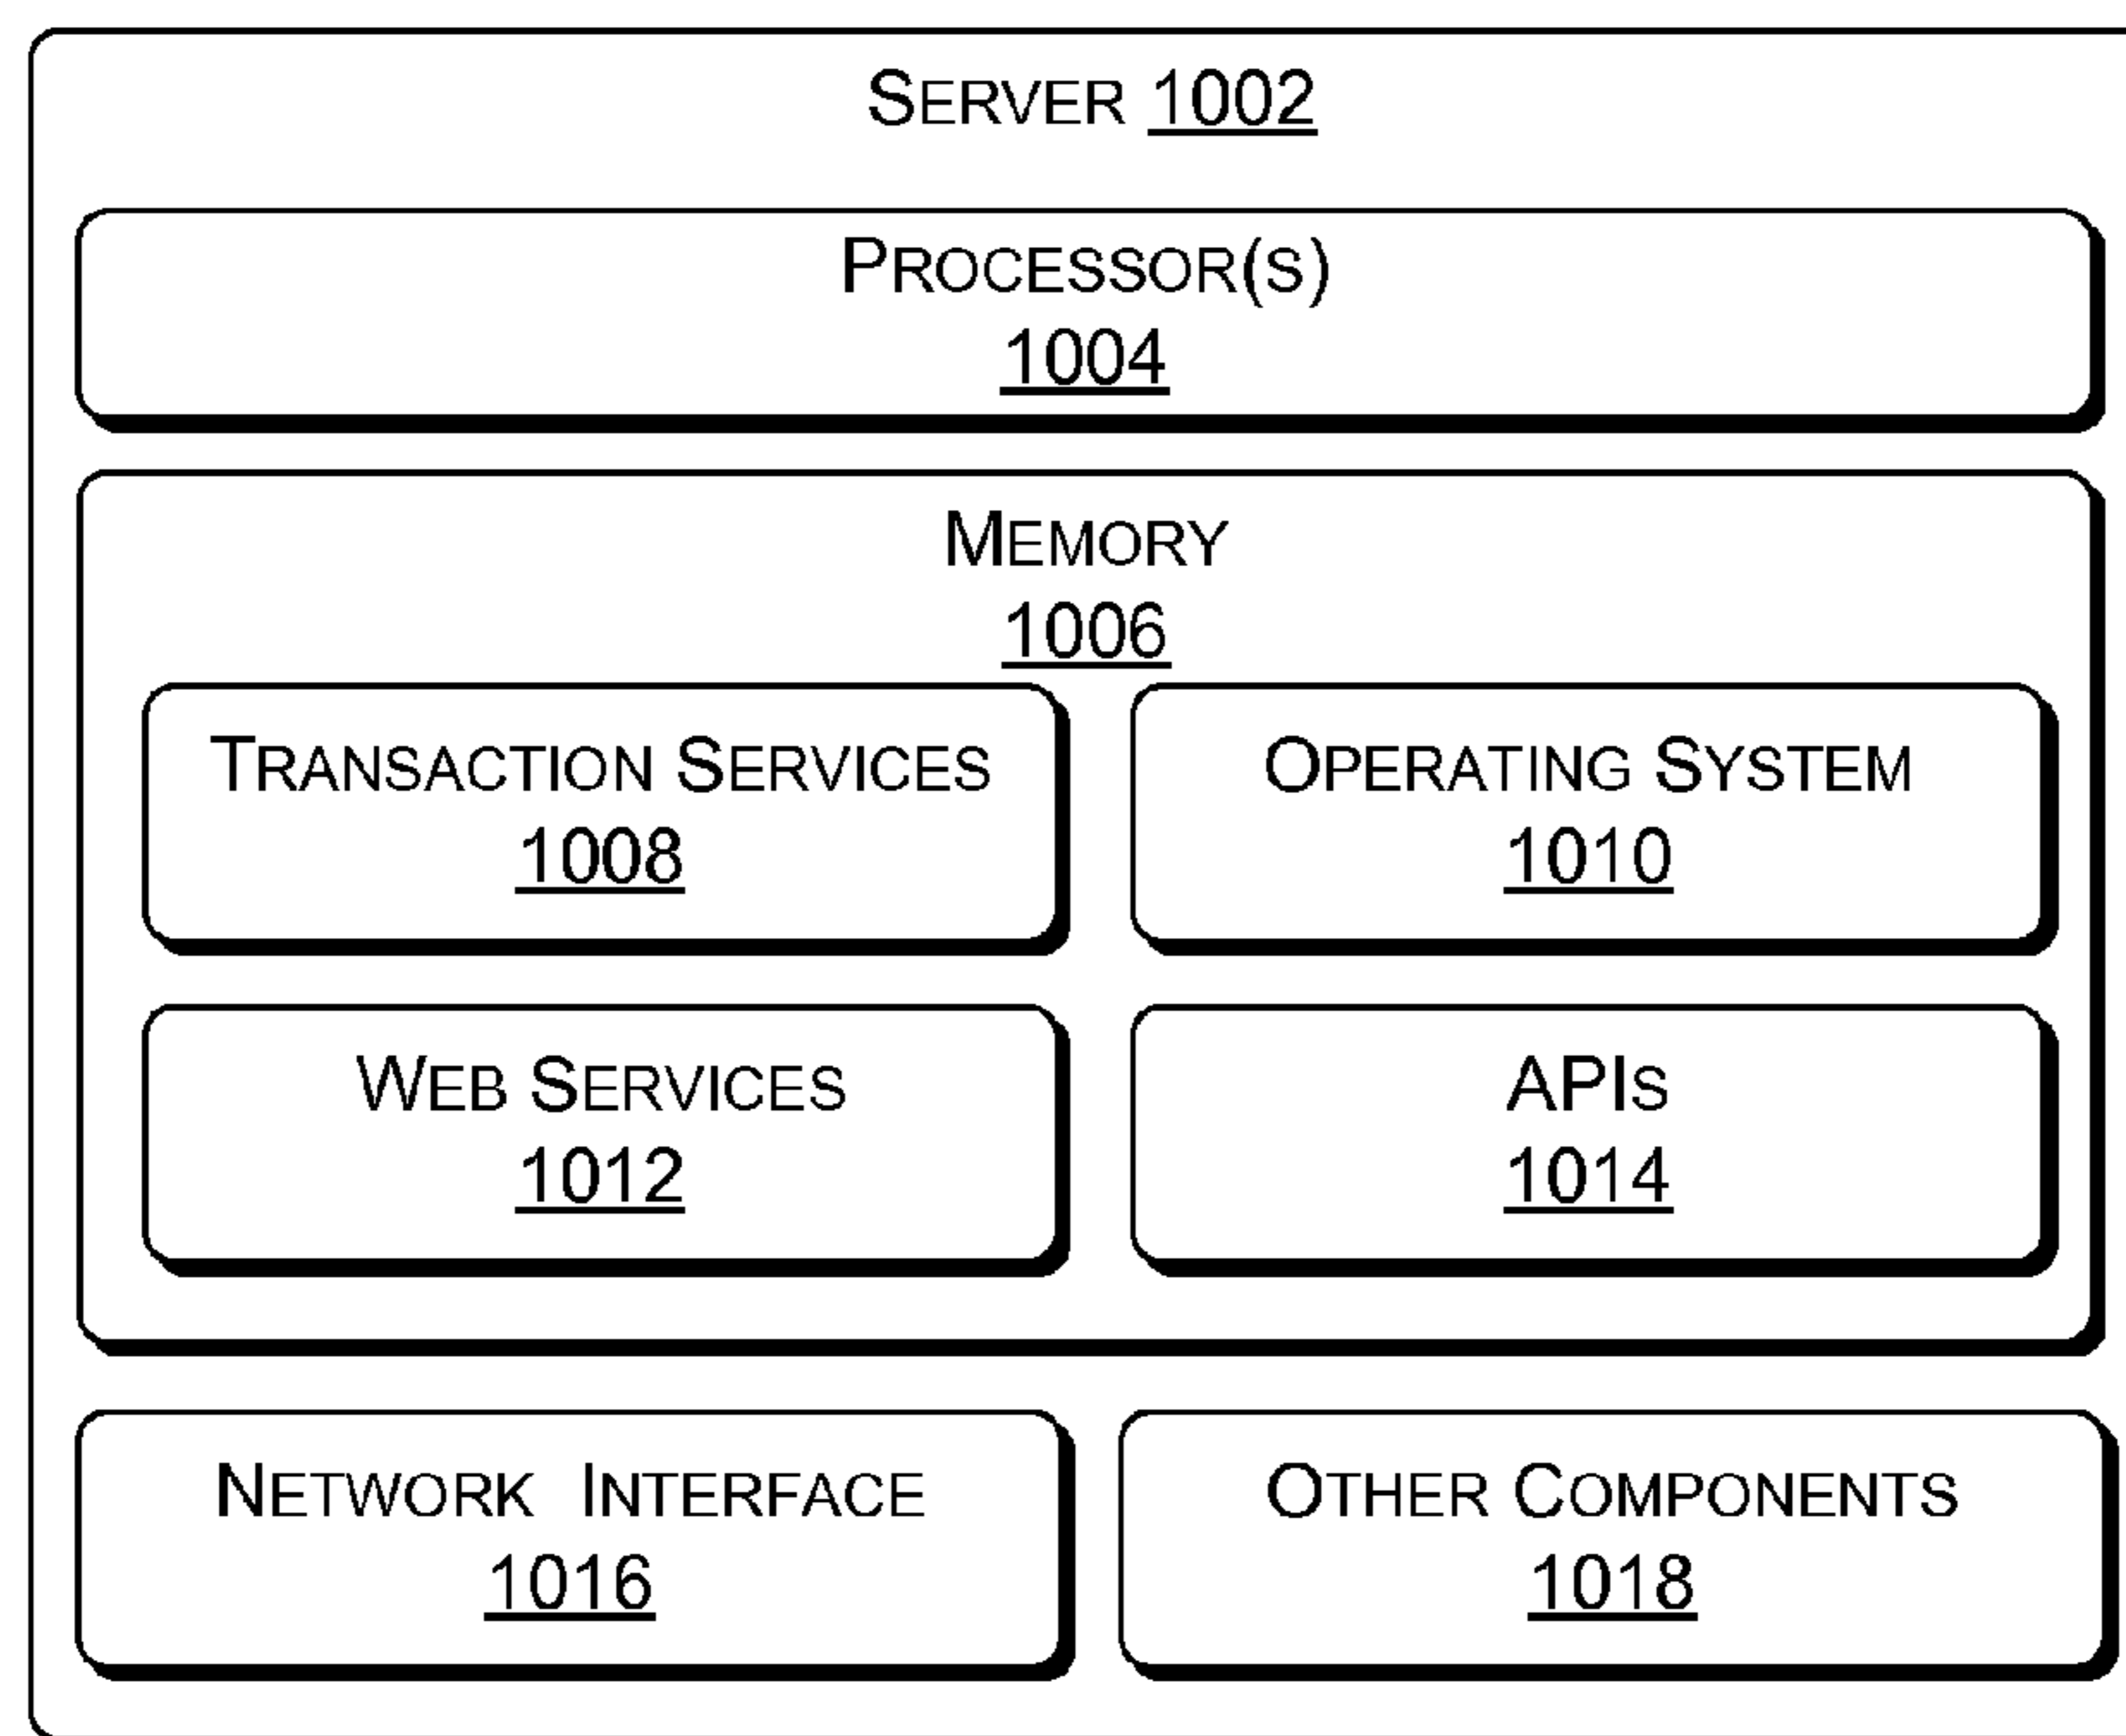 SERVER 1002
PROCESSOR(S)
1004
MEMORY
1006
TRANSACTION SERVICES
1008
OPERATING SYSTEM
1010
WEB SERVICES
1012
APIS
1014
NETWORK INTERFACE
1016
OTHER COMPONENTS
1018